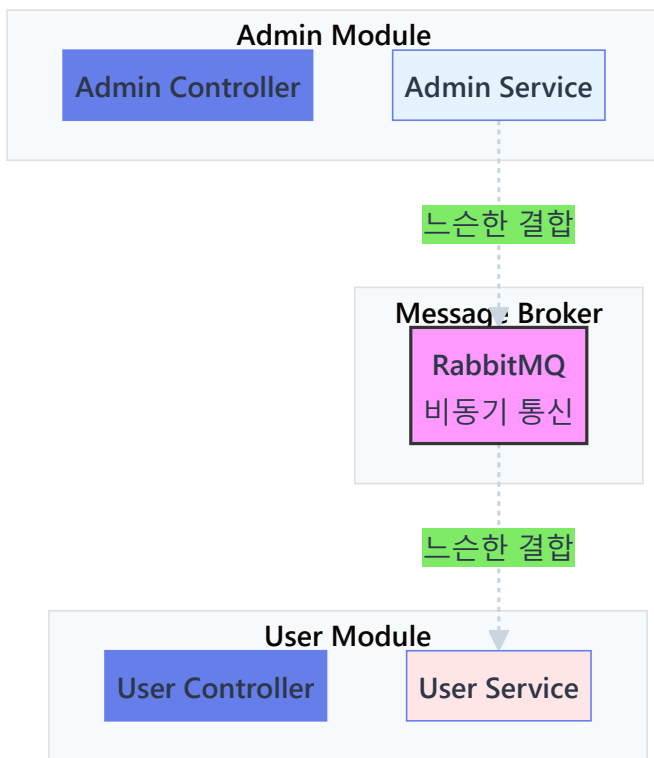 Admin Module
Admin Controller
Admin Service
느슨한 결합
Message Broker
RabbitMQ
비동기 통신
느슨한 결합
User Module
User Controller
User Service